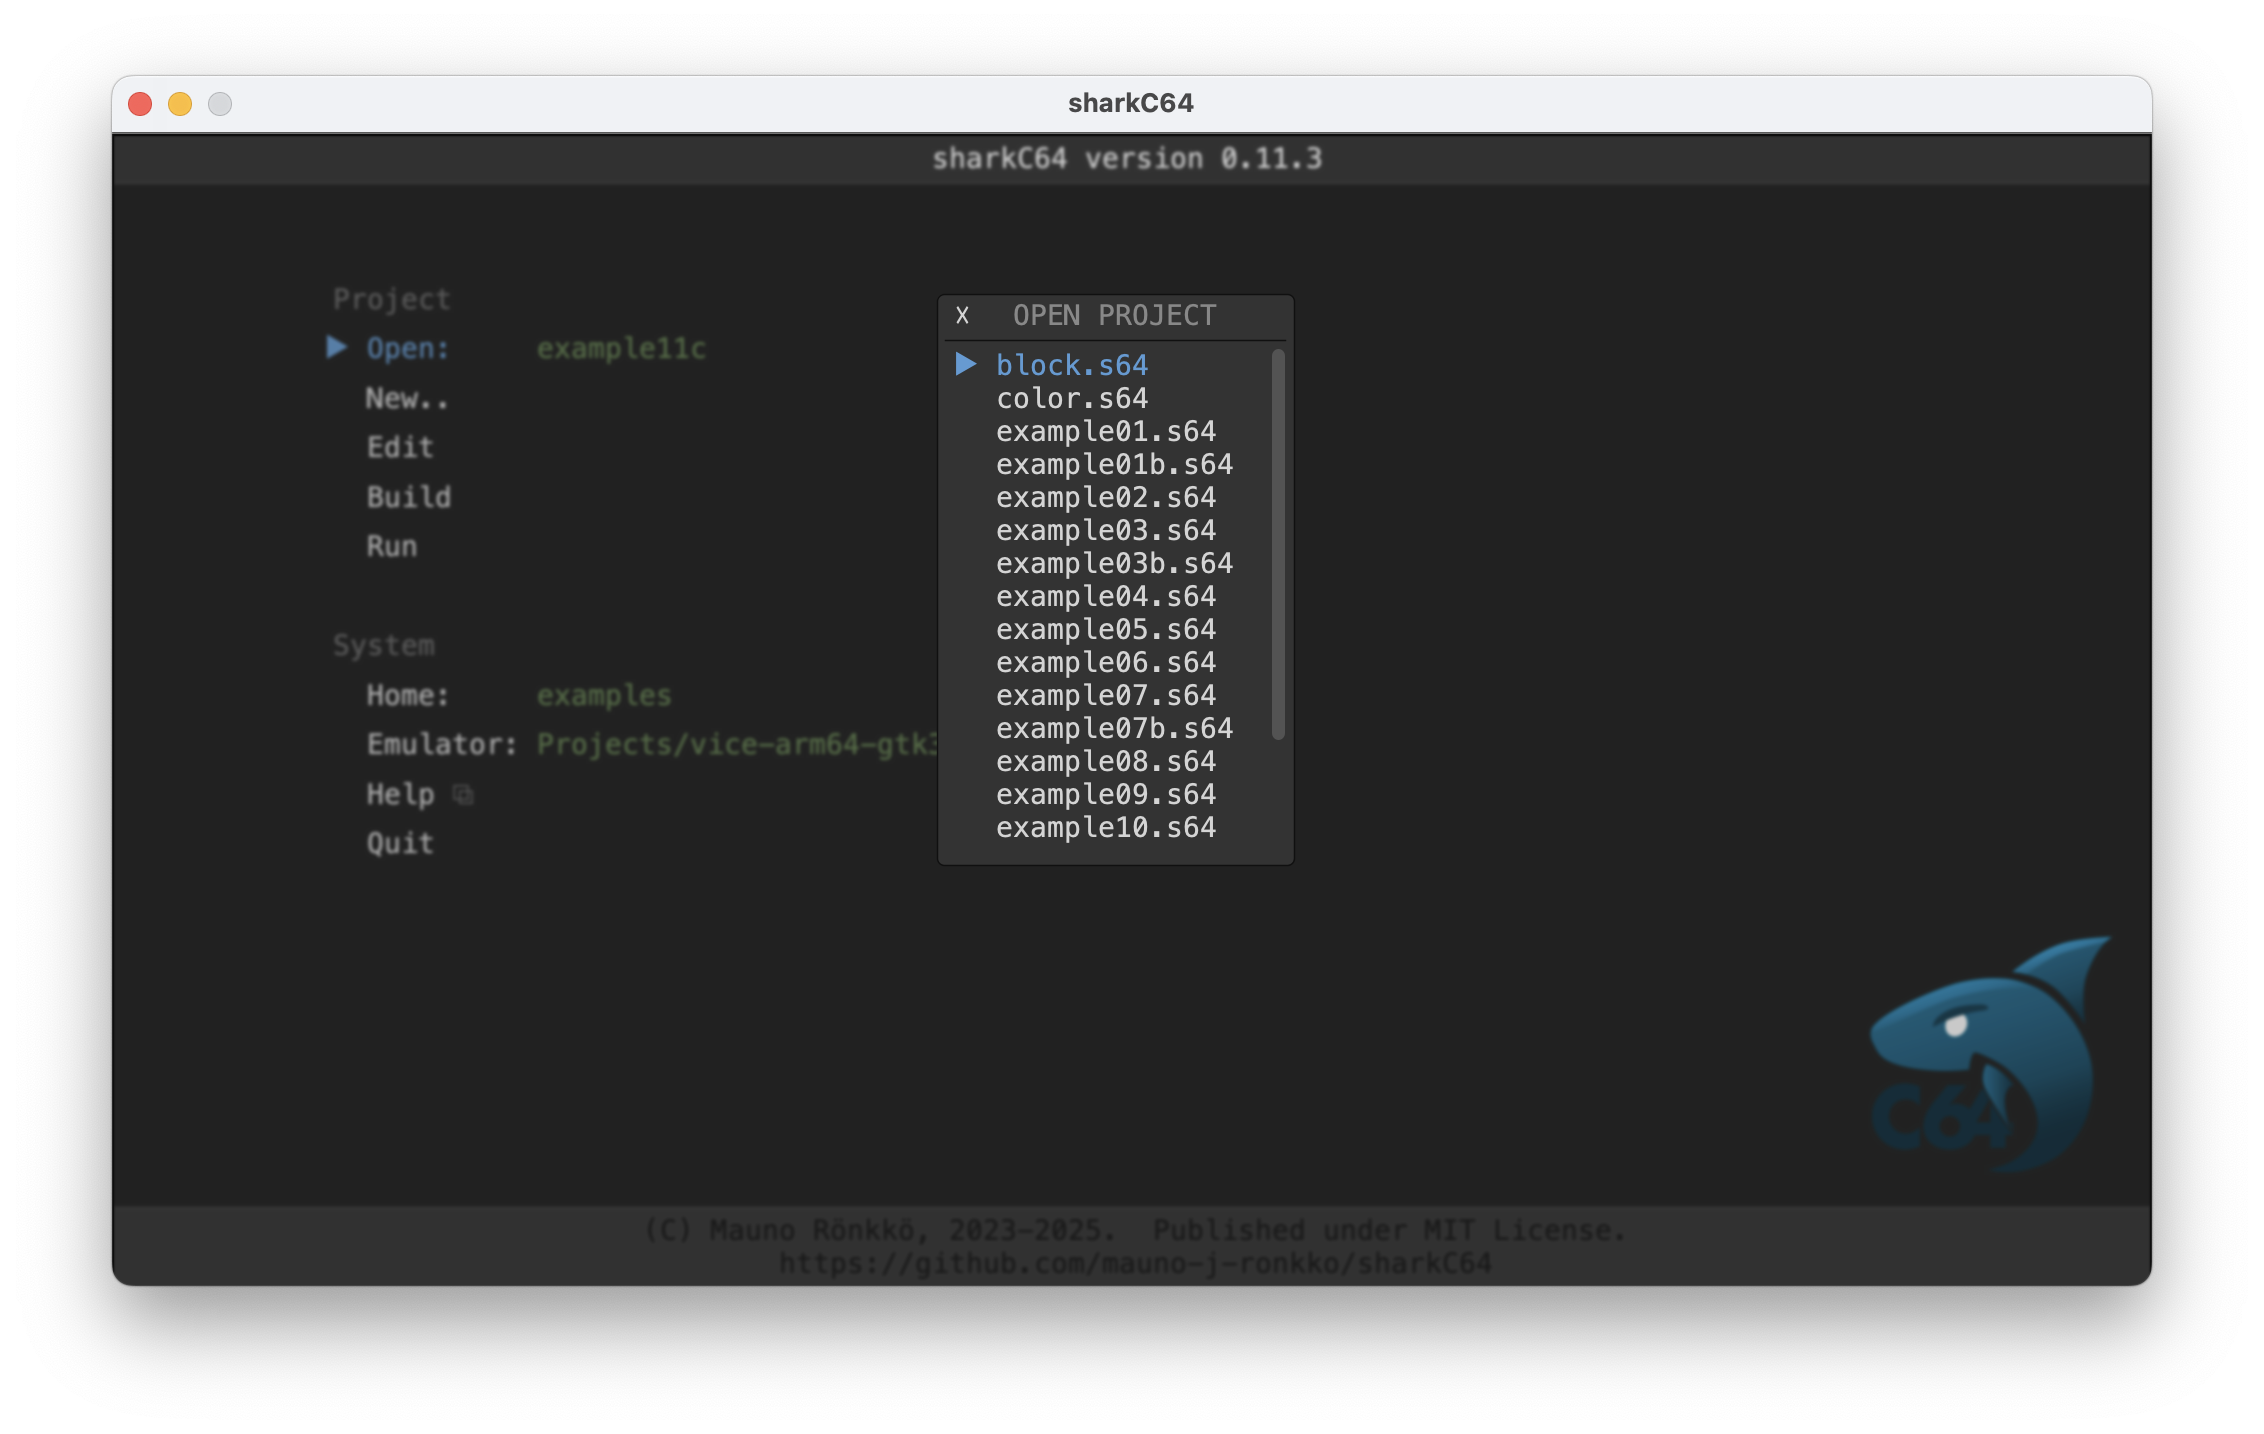 sharkC64
sharkC64 version 0.11.3
Project
Open: example11c
New..
Edit
Build
Run
System
Home: examples
Emulator: Projects/vice-arm64-gtk3
Help
Quit
X OPEN PROJECT
block.s64
color.s64
example01.s64
example01b.s64
example02.s64
example03.s64
example03b.s64
example04.s64
example05.s64
example06.s64
example07.s64
example07b.s64
example08.s64
example09.s64
example10.s64
C64
(C) Mauno Rönkkö, 2023-2025. Published under MIT License.
https://github.com/mauno-j-ronkko/sharkC64